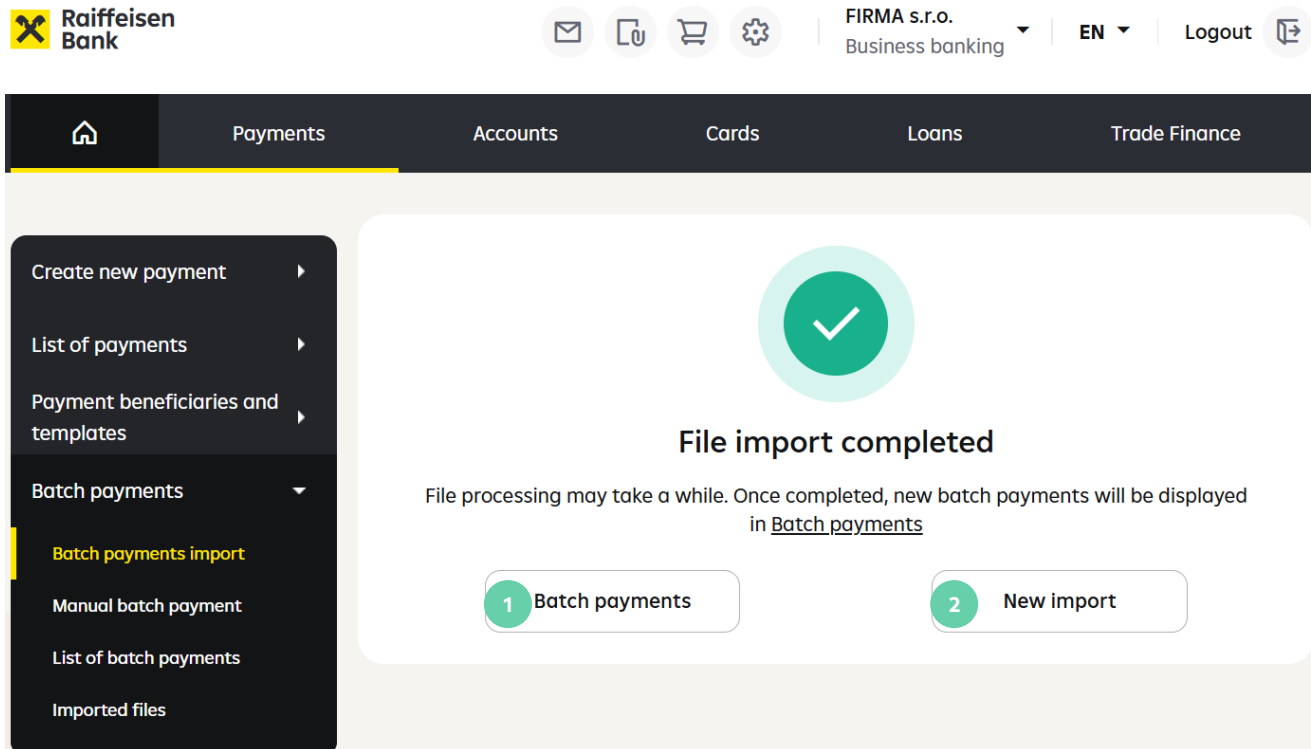 Raiffeisen
Bank
FIRMA s.r.o.
Business banking
EN
Logout
Payments
Accounts
Cards
Loans
Trade Finance
Create new payment
List of payments
Payment beneficiaries and
templates
Batch payments
Batch payments import
Manual batch payment
List of batch payments
Imported files
File import completed
File processing may take a while. Once completed, new batch payments will be displayed
in Batch payments
1 Batch payments
2 New import